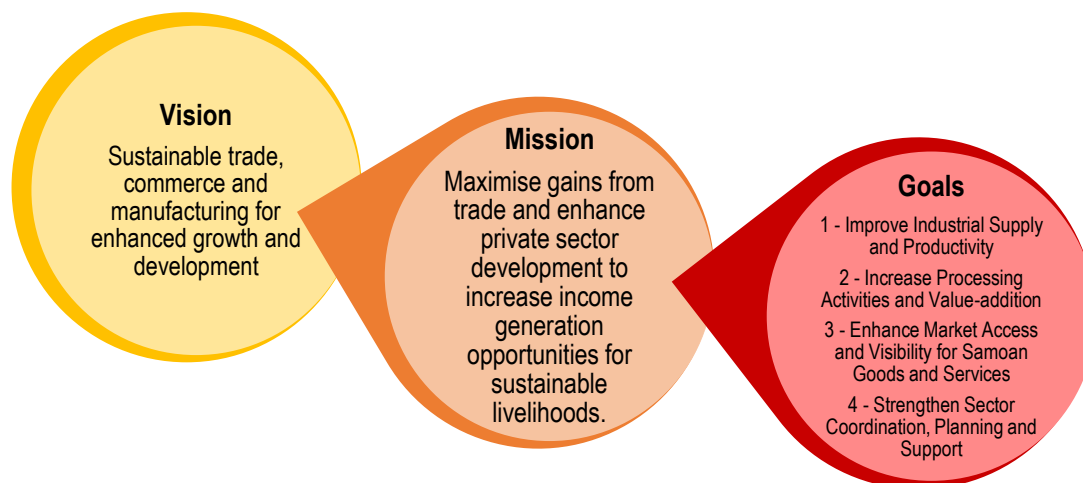 Vision
Sustainable trade,
commerce and
manufacturing for
enhanced growth and
development
Mission
Maximise gains from
trade and enhance
private sector
development to
increase income
generation
opportunities for
sustainable
livelihoods.
Goals
1 - Improve Industrial Supply
and Productivity
2 - Increase Processing
Activities and Value-addition
3 - Enhance Market Access
and Visibility for Samoan
Goods and Services
4 - Strengthen Sector
Coordination, Planning and
Support